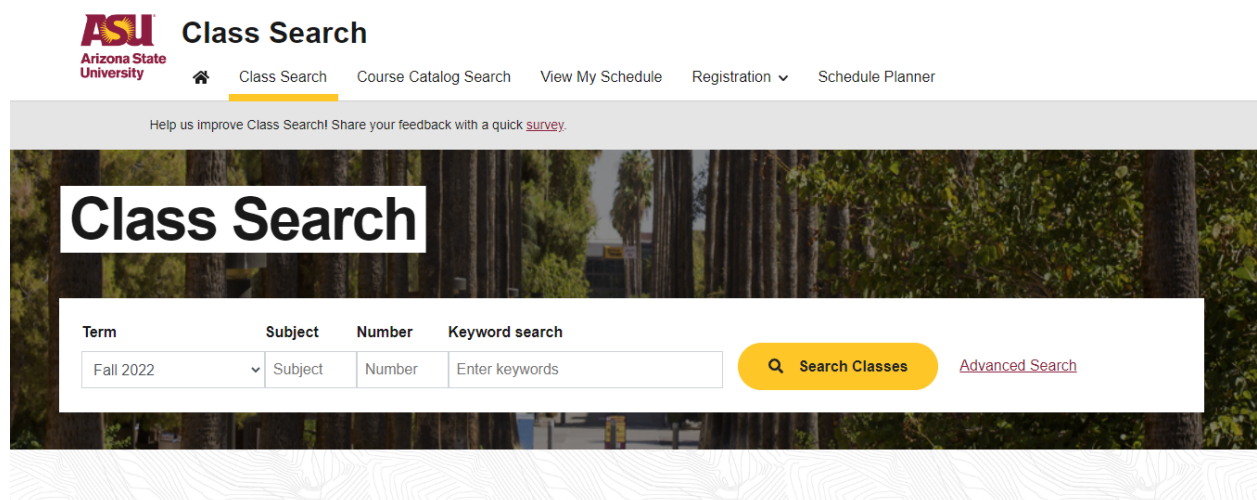 ASU
Arizona State
University
Class Search
Class Search
Course Catalog Search
View My Schedule
Registration
Schedule Planner
Help us improve Class Search! Share your feedback with a quick survey.
Class Search
Term
Subject
Number
Keyword search
Fall 2022
Subject
Number
Enter keywords
Search Classes
Advanced Search